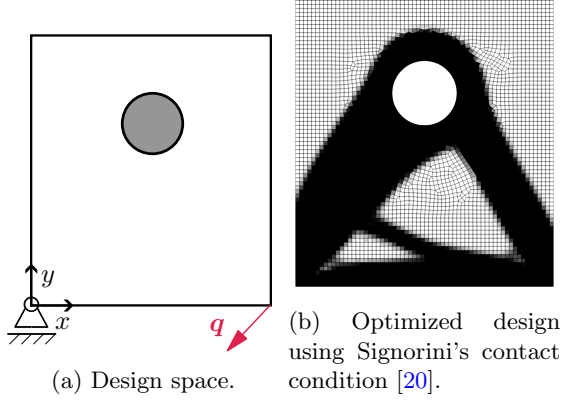 y
x
q
(a) Design space.
(b) Optimized design
using Signorini's contact
condition [20].